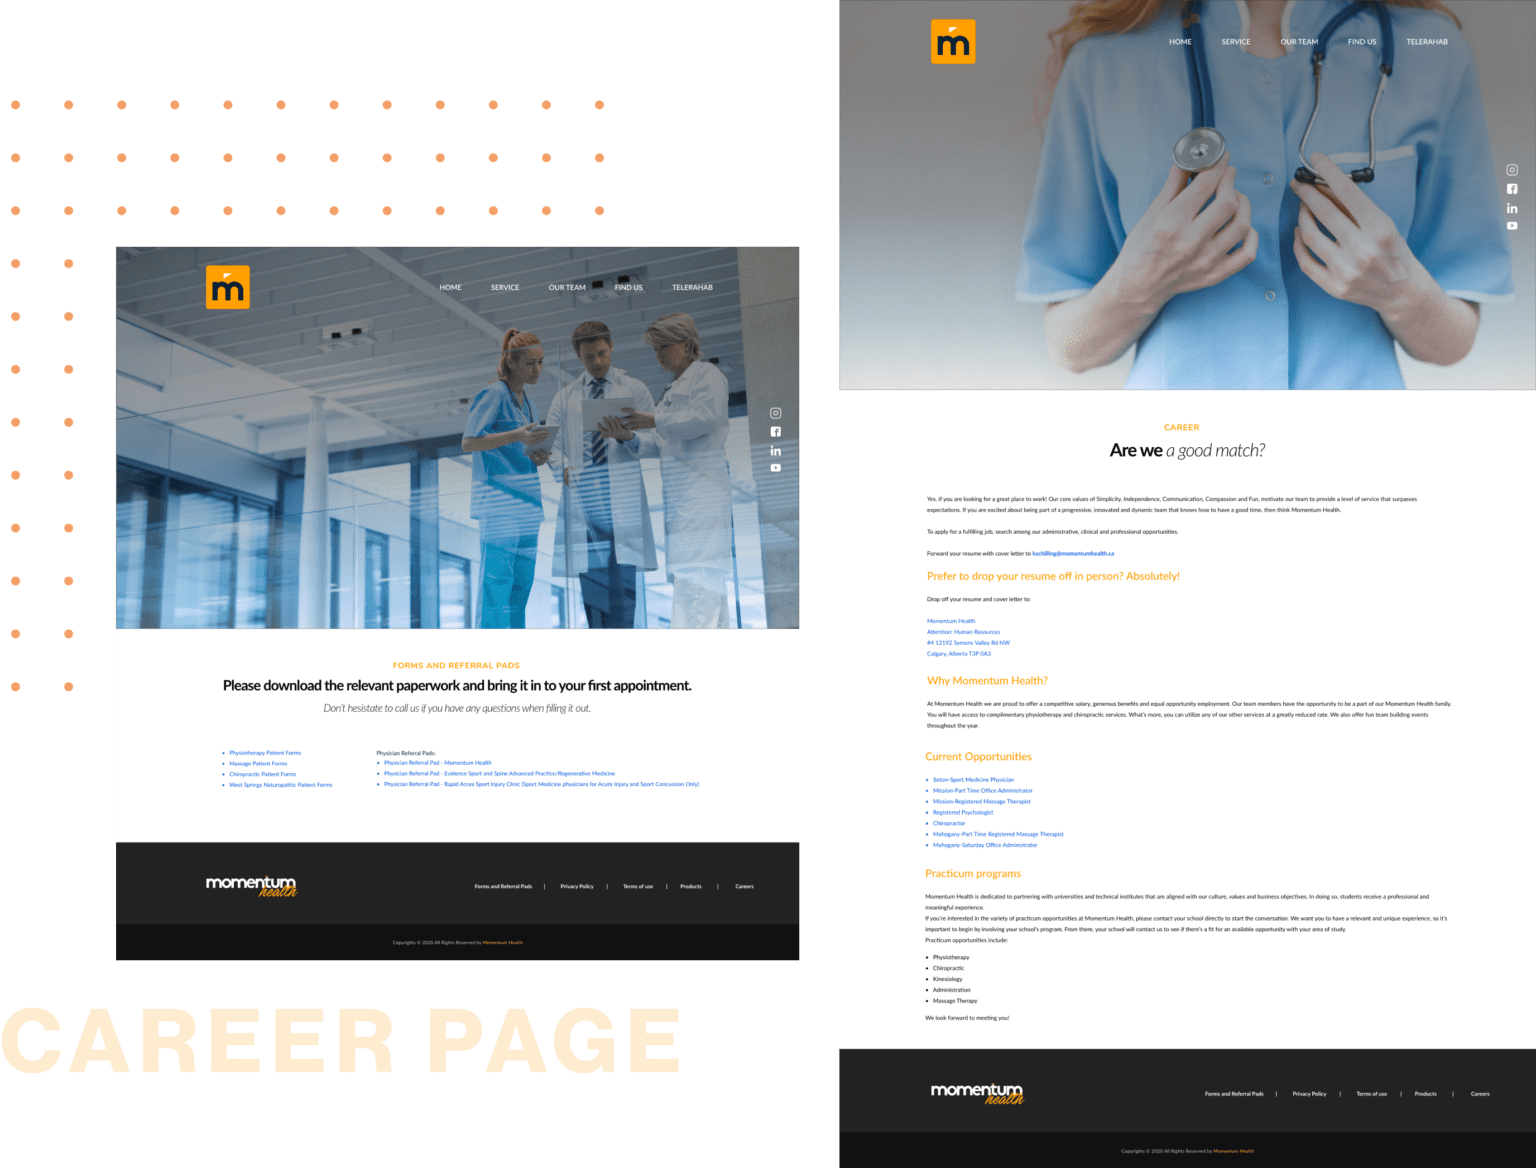 m
HOME SERVICE OUR TEAM FIND US TELERAHAB
FORMS AND REFERRAL PADS
Please download the relevant paperwork and bring it in to your first appointment.
Don't hesistate to call us if you have any questions when filling it out.
Physiotherapy Patient Forms
Massage Patient Forms
Chiropractic Patient Forms
West Springs Naturopathic Patient Forms
Physician Referral Pads:
Physician Referral Pad - Momentum Health
Physician Referral Pad - Evidence Sport and Spine Advanced Practice/Regenerative Medicine
Physician Referral Pad - Rapid Acces Sport Injury Clinic (Sport Medicine physicians for Acute Injury and Sport Concussion Only)
momentum
health
Forms and Referral Pads | Privacy Policy | Terms of use | Products | Careers
Copyrights © 2020 All Rights Reserved by Momentum Health
CAREER PAGE
m
HOME SERVICE OUR TEAM FIND US TELERAHAB
CAREER
Are we a good match?
Yes, if you are looking for a great place to work! Our core values of Simplicity, Independence, Communication, Compassion and Fun, motivate our team to provide a level of service that surpasses
expectations. If you are excited about being part of a progressive, innovated and dynamic team that knows how to have a good time, then think Momentum Health.
To apply for a fulfilling job, search among our administrative, clinical and professional opportunities.
Forward your resume with cover letter to kschilling@momentumhealth.ca
Prefer to drop your resume off in person? Absolutely!
Drop off your resume and cover letter to:
Momentum Health
Attention: Human Resources
#4 12192 Symons Valley Rd NW
Calgary, Alberta T3P 0A3
Why Momentum Health?
At Momentum Health we are proud to offer a competitive salary, generous benefits and equal opportunity employment. Our team members have the opportunity to be a part of our Momentum Health family.
You will have access to complimentary physiotherapy and chiropractic services. What's more, you can utilize any of our other services at a greatly reduced rate. We also offer fun team building events
throughout the year.
Current Opportunities
Seton-Sport Medicine Physician
Mission-Part Time Office Administrator
Mission-Registered Massage Therapist
Registered Psychologist
Chiropractor
Mahogany-Part Time Registered Massage Therapist
Mahogany-Saturday Office Administrator
Practicum programs
Momentum Health is dedicated to partnering with universities and technical institutes that are aligned with our culture, values and business objectives. In doing so, students receive a professional and
meaningful experience.
If you're interested in the variety of practicum opportunities at Momentum Health, please contact your school directly to start the conversation. We want you to have a relevant and unique experience, so it's
important to begin by involving your school's program. From there, your school will contact us to see if there's a fit for an available opportunity with your area of study.
Practicum opportunities include:
Physiotherapy
Chiropractic
Kinesiology
Administration
Massage Therapy
We look forward to meeting you!
momentum
health
Forms and Referral Pads | Privacy Policy | Terms of use | Products | Careers
Copyrights © 2020 All Rights Reserved by Momentum Health